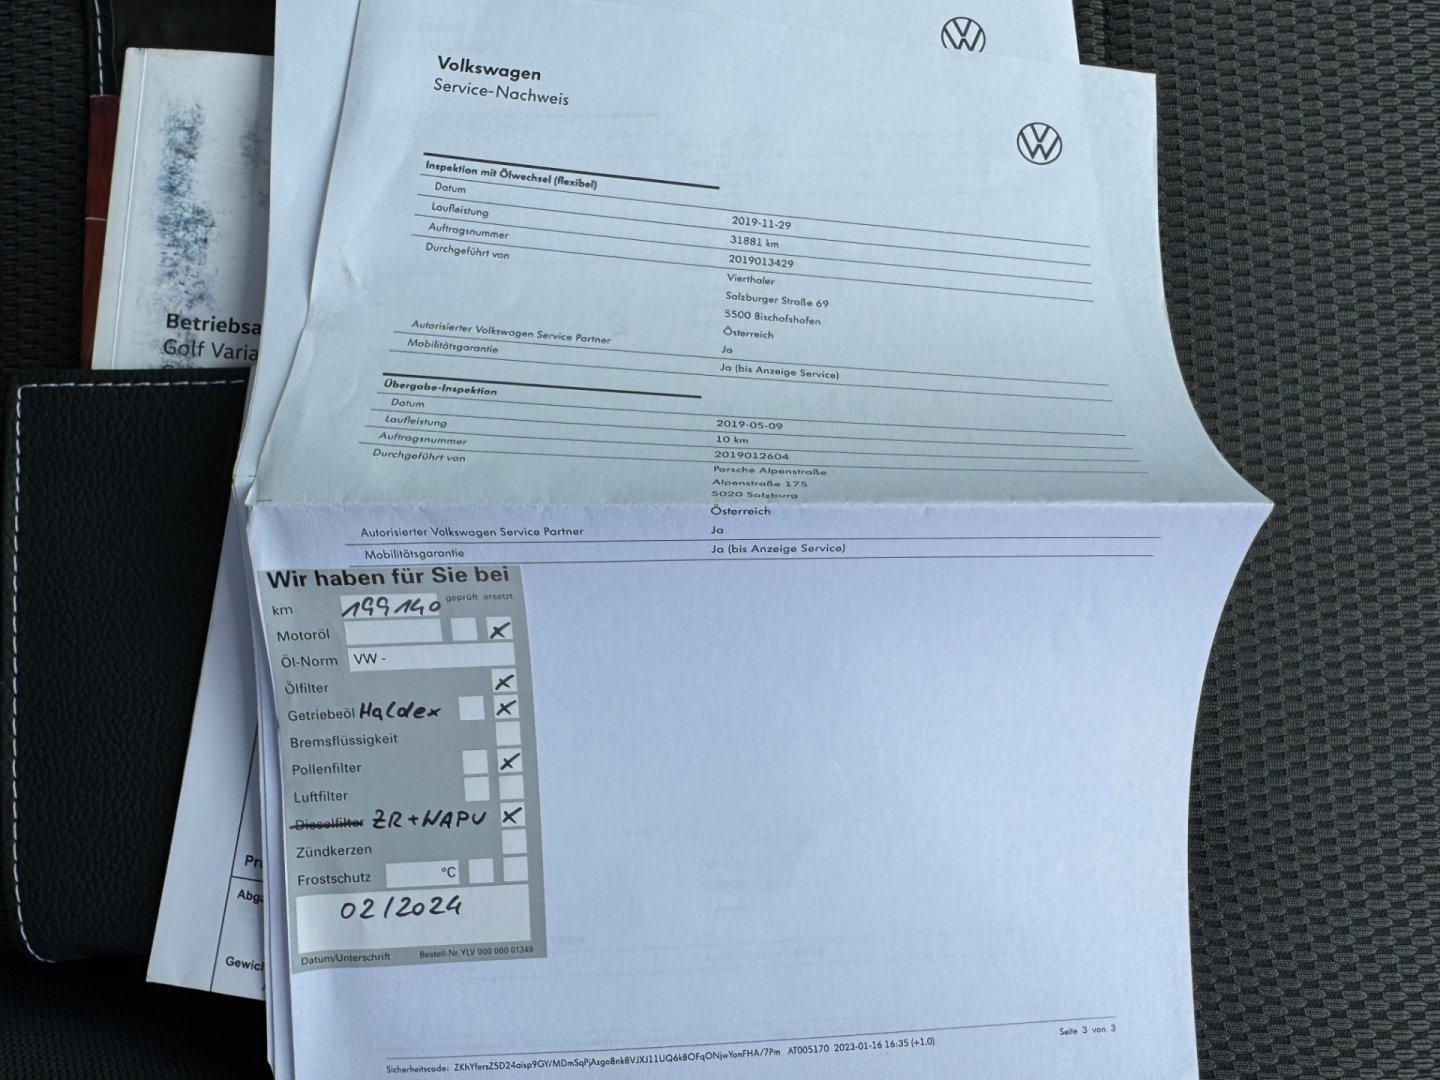 Volkswagen
Service-Nachweis
Inspektion mit Ölwechsel (flexibel)
Datum 2019-11-29
Laufleistung 31881 km
Auftragsnummer 2019013429
Durchgeführt von Vierthaler
Salzburger Straße 69
5500 Bischofshofen
Österreich
Autorisierter Volkswagen Service Partner Ja
Mobilitätsgarantie Ja (bis Anzeige Service)
Übergabe-Inspektion
Datum 2019-05-09
Laufleistung 10 km
Auftragsnummer 2019012604
Durchgeführt von Porsche Alpenstraße
Alpenstraße 175
5020 Salzburg
Österreich
Autorisierter Volkswagen Service Partner Ja
Mobilitätsgarantie Ja (bis Anzeige Service)
Wir haben für Sie bei
km 199140 geprüft ersetzt
Motoröl x
Öl-Norm VW -
Ölfilter x
Getriebeöl Haldex x
Bremsflüssigkeit
Pollenfilter x
Luftfilter
Dieselfilter ZR+WAPU x
Zündkerzen
Frostschutz °C
02/2024
Datum/Unterschrift Bestell-Nr. YLV 000 000 01349
Seite 3 von 3
Sicherheitscode: AT005170 2023-01-16 16:35 (+1.0)
Betriebsa
Golf Varia
Abga
Gewich